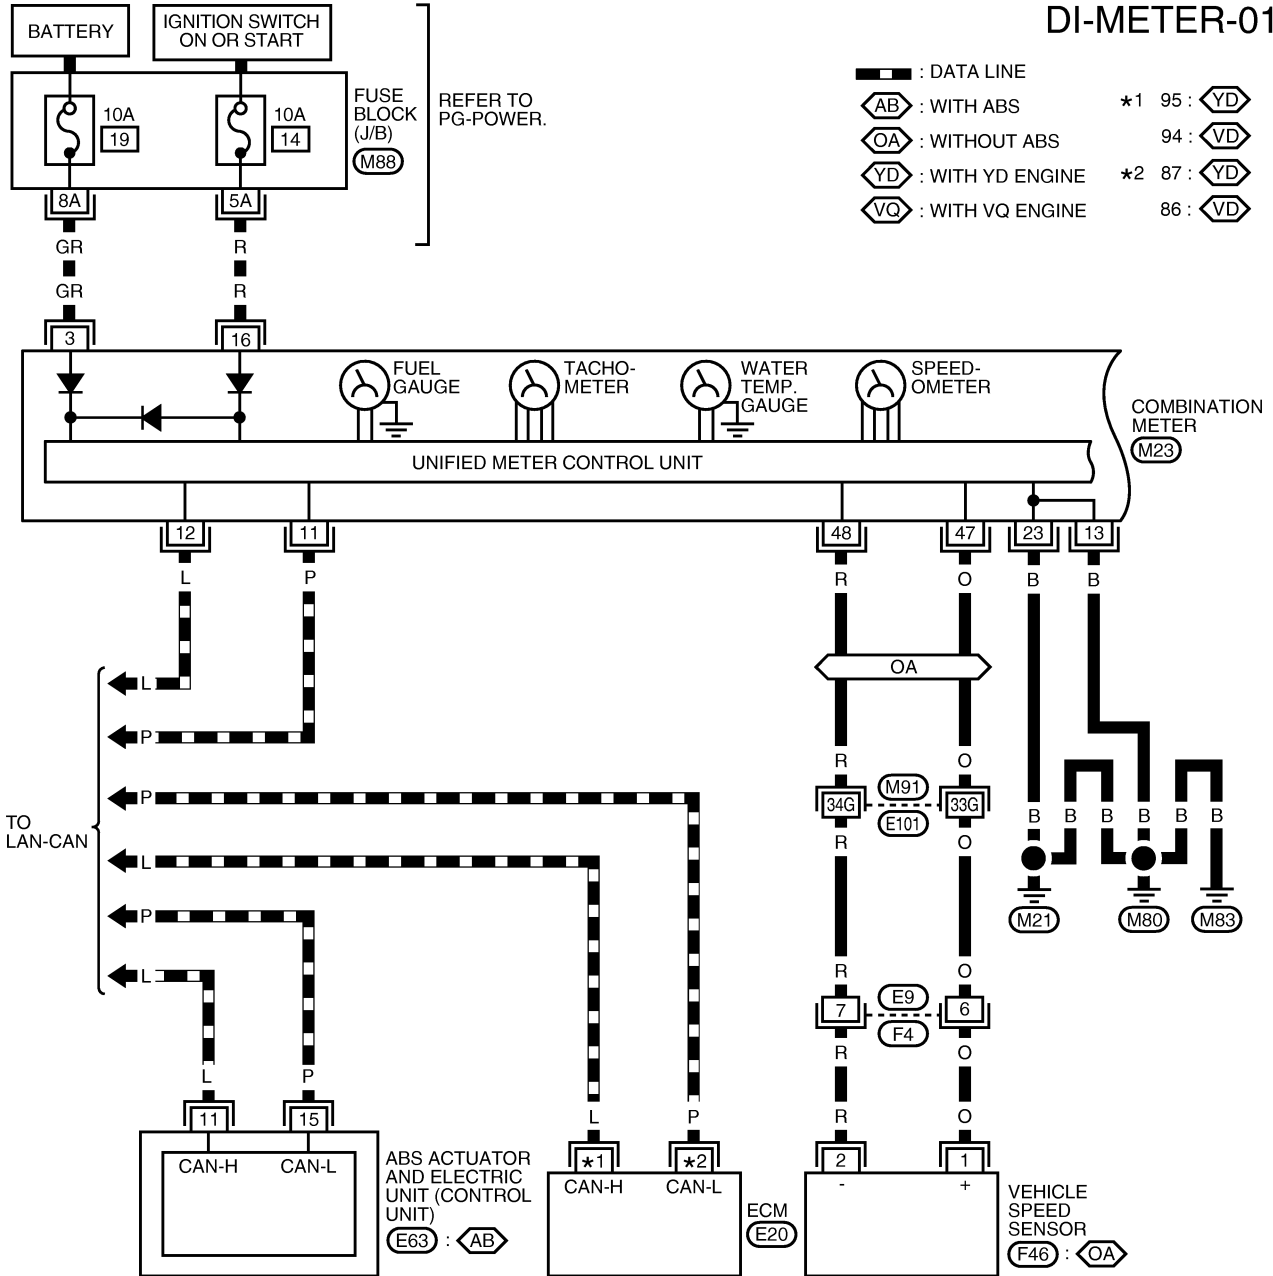 DI-METER-01
BATTERY
IGNITION SWITCH
ON OR START
10A
19
10A
14
FUSE
BLOCK
(J/B)
M88
REFER TO
PG-POWER.
: DATA LINE
AB : WITH ABS
OA : WITHOUT ABS
YD : WITH YD ENGINE
VQ : WITH VQ ENGINE
*1 95 : YD
94 : VD
*2 87 : YD
86 : VD
8A 5A
GR R
GR R
3 16
FUEL
GAUGE
TACHO-
METER
WATER
TEMP.
GAUGE
SPEED-
OMETER
COMBINATION
METER
M23
UNIFIED METER CONTROL UNIT
12 11 48 47 23 13
L P R O B B
OA
L
P
P
L
P
L
TO
LAN-CAN
R O
34G M91 33G
E101
R O
B B B B B B
M21 M80 M83
R O
7 E9 6
F4
R O
L P
11 15
CAN-H CAN-L
ABS ACTUATOR
AND ELECTRIC
UNIT (CONTROL
UNIT)
E63 : AB
L P
*1 *2
CAN-H CAN-L
ECM
E20
R O
2 1
- +
VEHICLE
SPEED
SENSOR
F46 : OA